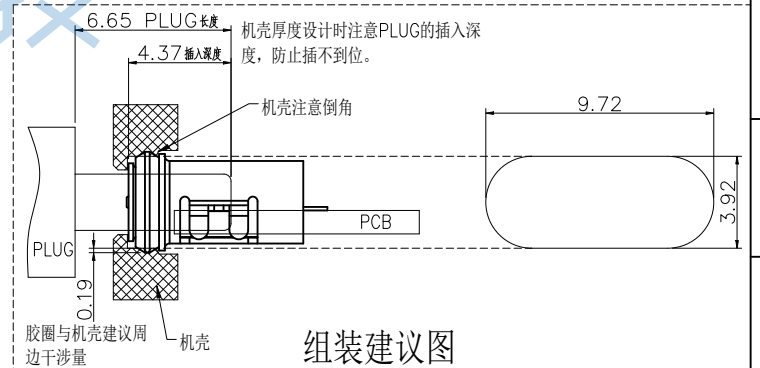 6.65 PLUG长度
机壳厚度设计时注意PLUG的插入深
度，防止插不到位。
4.37插入深度
机壳注意倒角
9.72
3.92
PCB
PLUG
0.19
胶圈与机壳建议周
边干涉量
机壳
组装建议图